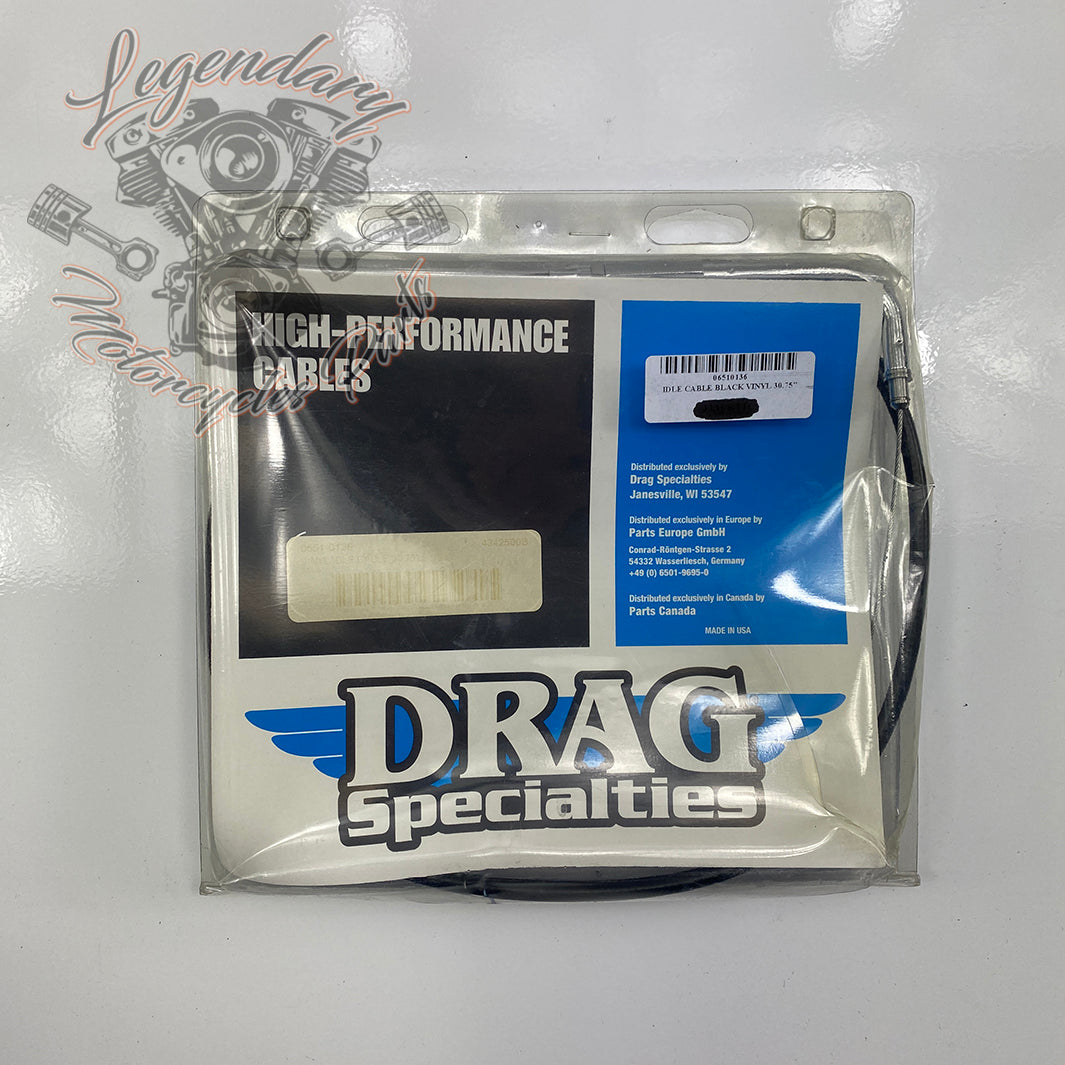 Legendary
Motorcycles Parts
HIGH-PERFORMANCE
CABLES
06510136
IDLE CABLE BLACK VINYL 30.75"
Distributed exclusively by
Drag Specialties
Janesville, WI 53547
Distributed exclusively in Europe by
Parts Europe GmbH
Conrad-Röntgen-Strasse 2
54332 Wasserliesch, Germany
+49 (0) 6501-9695-0
Distributed exclusively in Canada by
Parts Canada
MADE IN USA
DRAG
Specialties